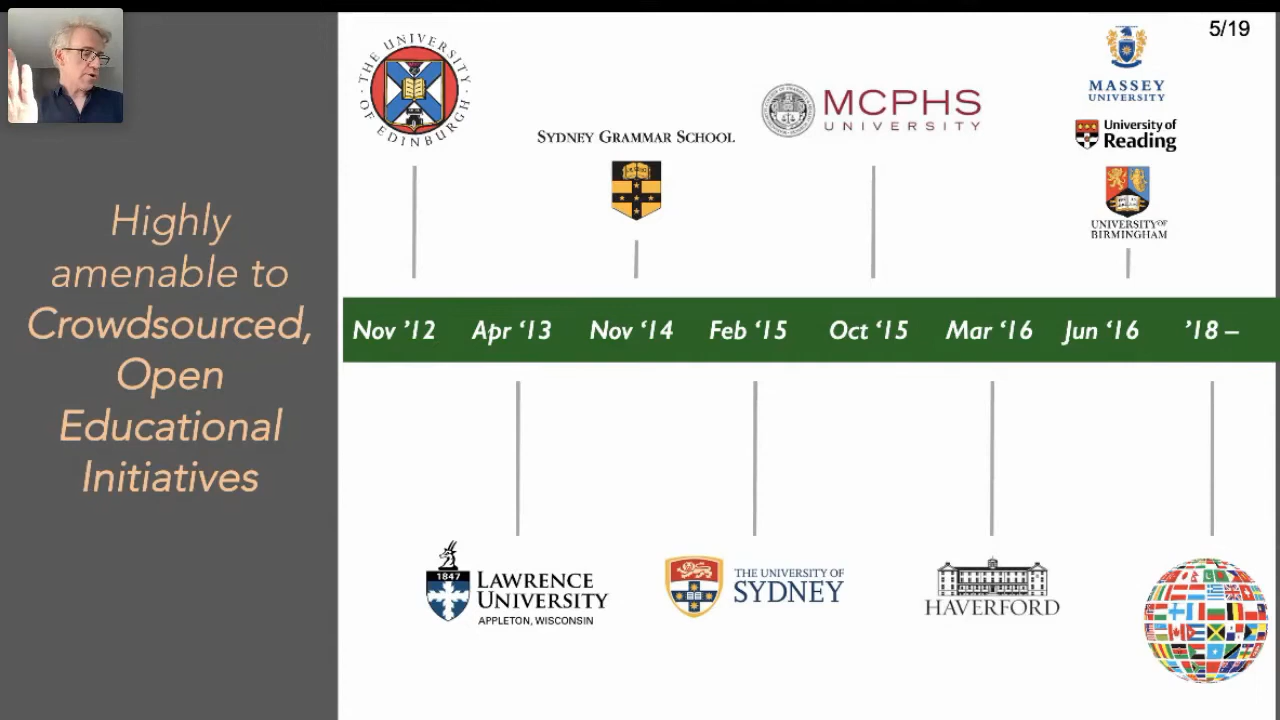 5/19
Highly
amenable to
Crowdsourced,
Open
Educational
Initiatives
THE UNIVERSITY OF EDINBURGH
SYDNEY GRAMMAR SCHOOL
MCPHS
UNIVERSITY
MASSEY
UNIVERSITY
University of
Reading
UNIVERSITYOF
BIRMINGHAM
Nov ’12 Apr ‘13 Nov ‘14 Feb ‘15 Oct ‘15 Mar ‘16 Jun ‘16 ’18 –
1847
LAWRENCE
UNIVERSITY
APPLETON, WISCONSIN
THE UNIVERSITY OF
SYDNEY
HAVERFORD